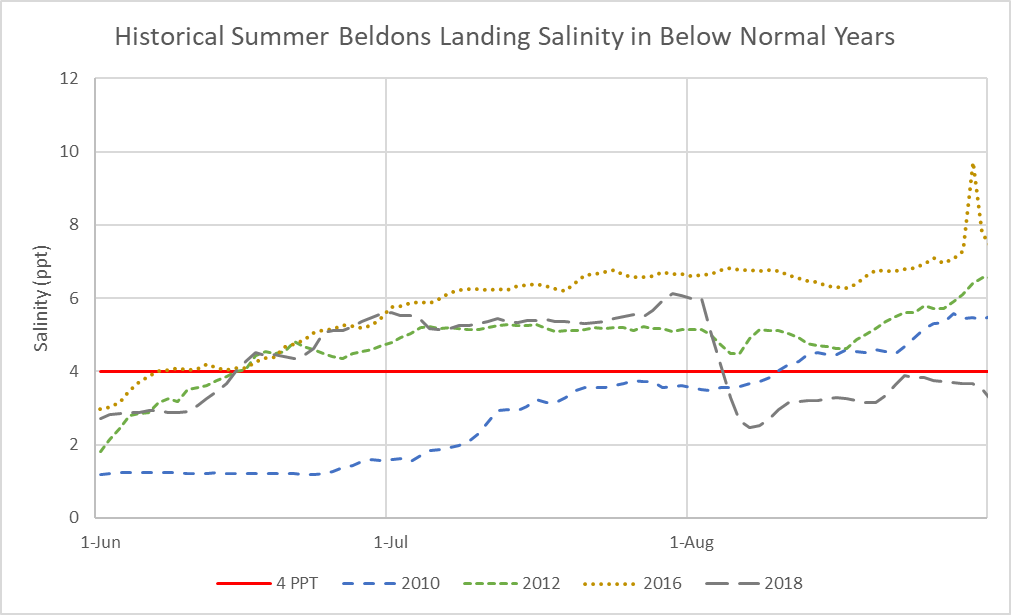 Historical Summer Beldons Landing Salinity in Below Normal Years
12
10
8
6
4
2
0
Salinity (ppt)
1-Jun 1-Jul 1-Aug
4 PPT 2010 2012 2016 2018